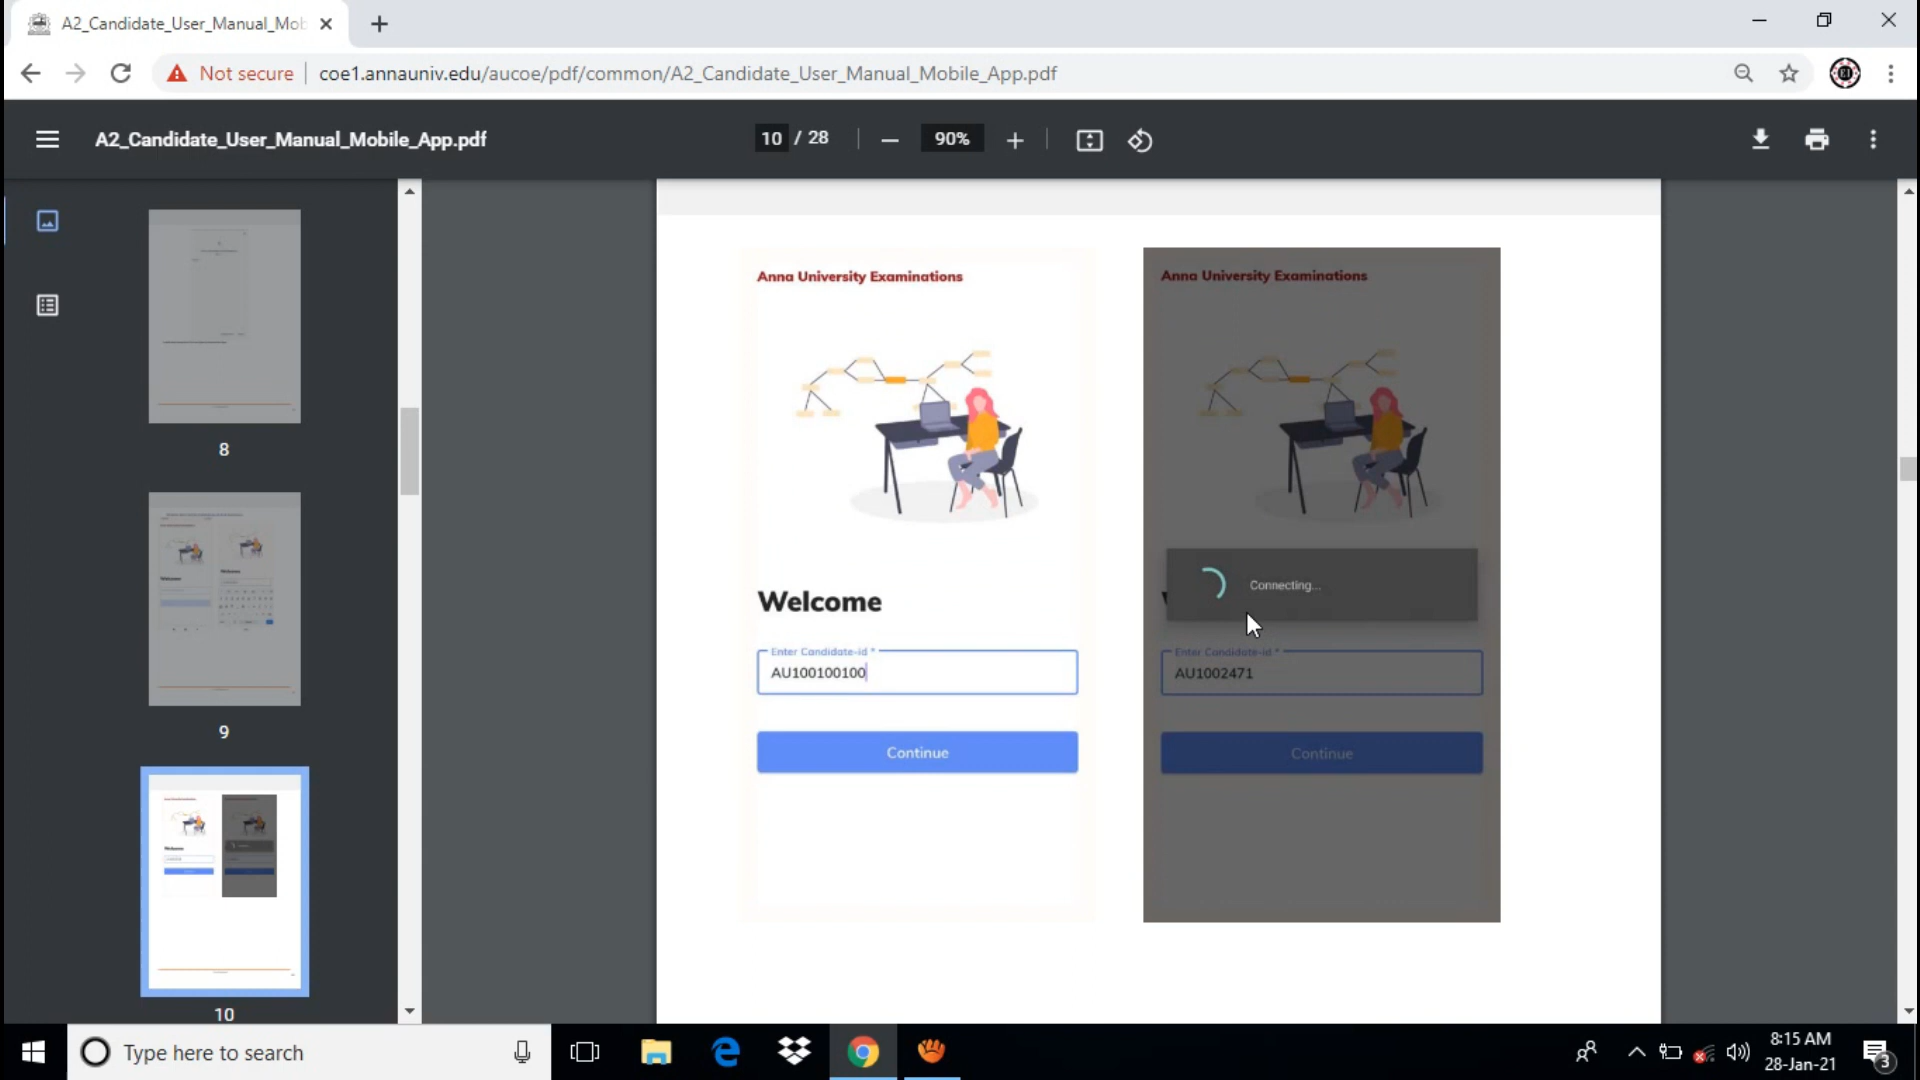 A2_Candidate_User_Manual_Mob
Not secure
coe1.annauniv.edu/aucoe/pdf/common/A2_Candidate_User_Manual_Mobile_App.pdf
A2_Candidate_User_Manual_Mobile_App.pdf
10 / 28
90%
8
9
10
Anna University Examinations
Welcome
Enter Candidate-id *
AU100100100
Continue
Anna University Examinations
Connecting...
Enter Candidate-id *
AU1002471
Continue
Type here to search
8:15 AM
28-Jan-21
3